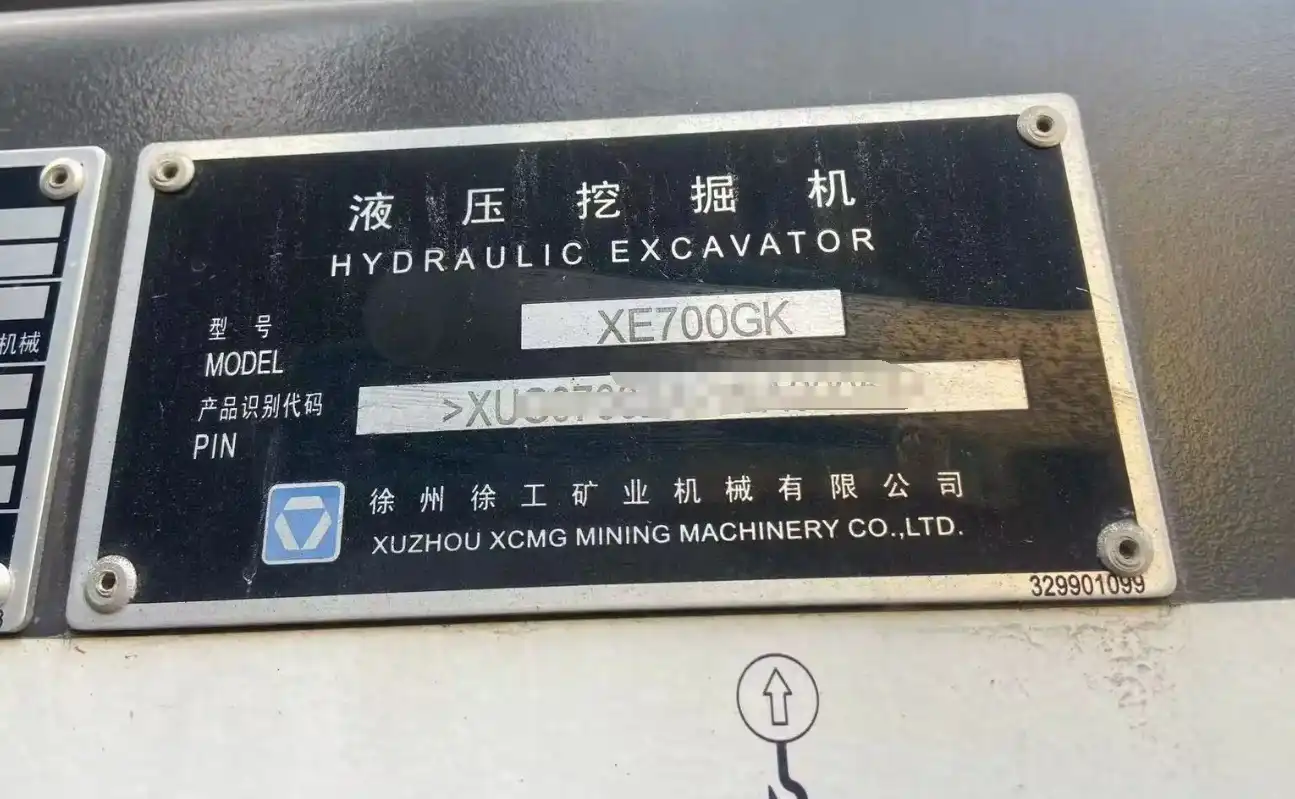 液压挖掘机
HYDRAULIC EXCAVATOR
型号
MODEL
XE700GK
产品识别代码
PIN
>XU
徐州徐工矿业机械有限公司
XUZHOU XCMG MINING MACHINERY CO.,LTD.
329901099
机械